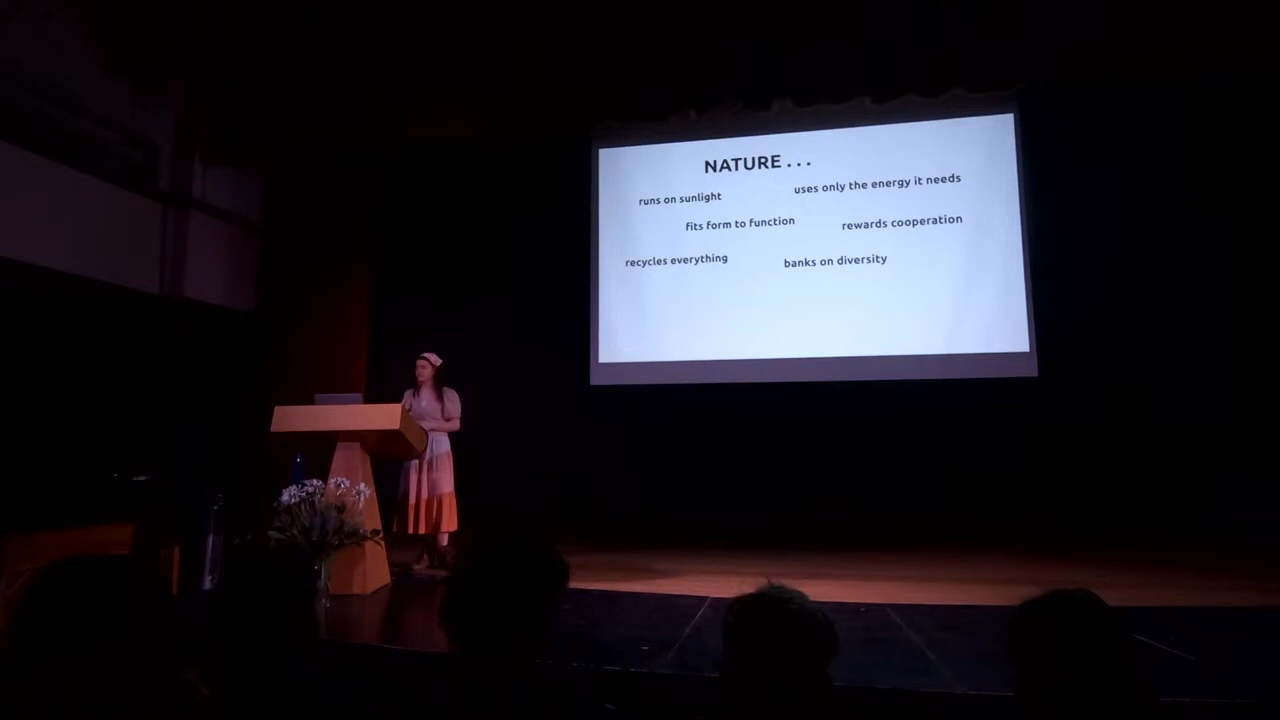 NATURE . . .
runs on sunlight
uses only the energy it needs
fits form to function
rewards cooperation
recycles everything
banks on diversity